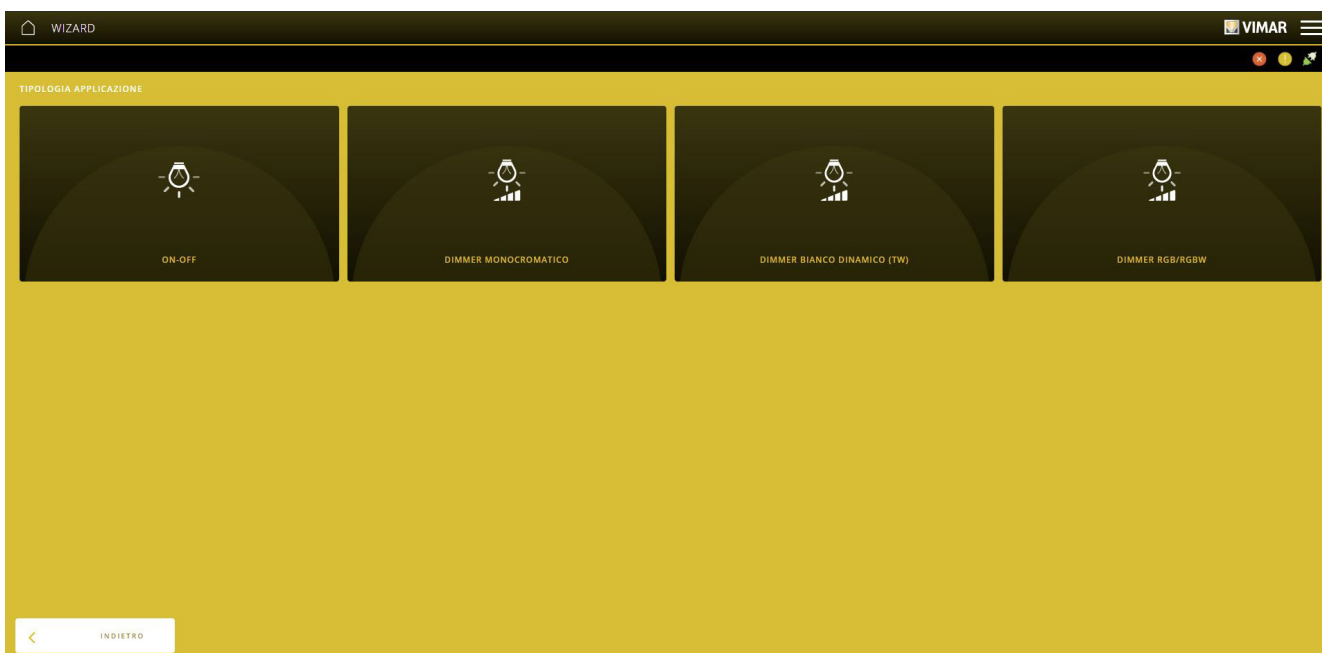 WIZARD
VIMAR
TIPOLOGIA APPLICAZIONE
ON-OFF
DIMMER MONOCROMATICO
DIMMER BIANCO DINAMICO (TW)
DIMMER RGB/RGBW
INDIETRO